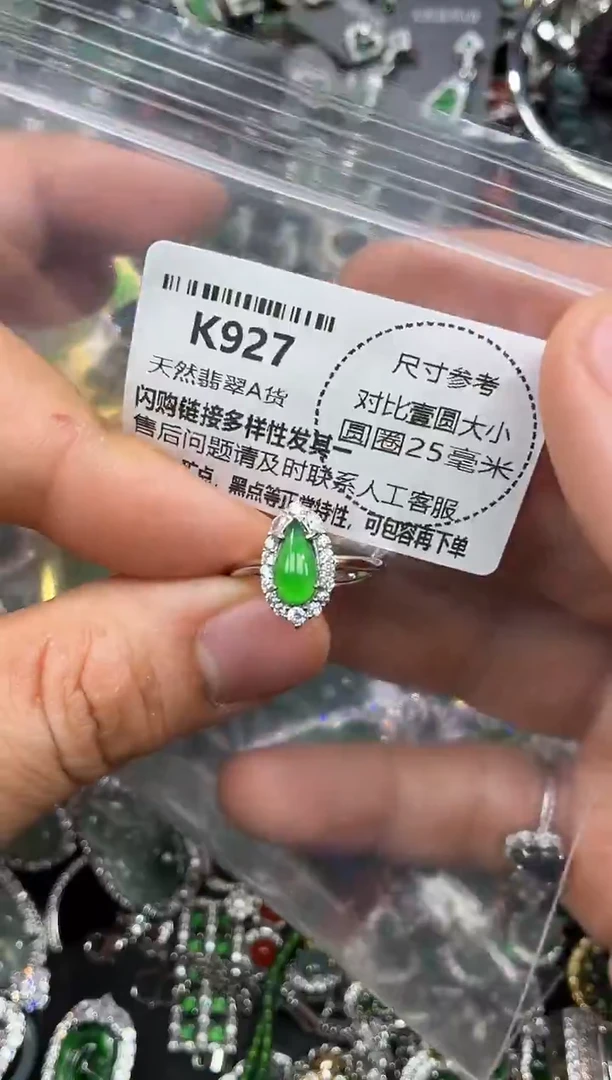 K927
天然翡翠A货
闪购链接多样性发其一
售后问题请及时联系人工客服
矿点、黑点等正常特性，可包容再下单
尺寸参考
对比壹圆大小
圆圈25毫米